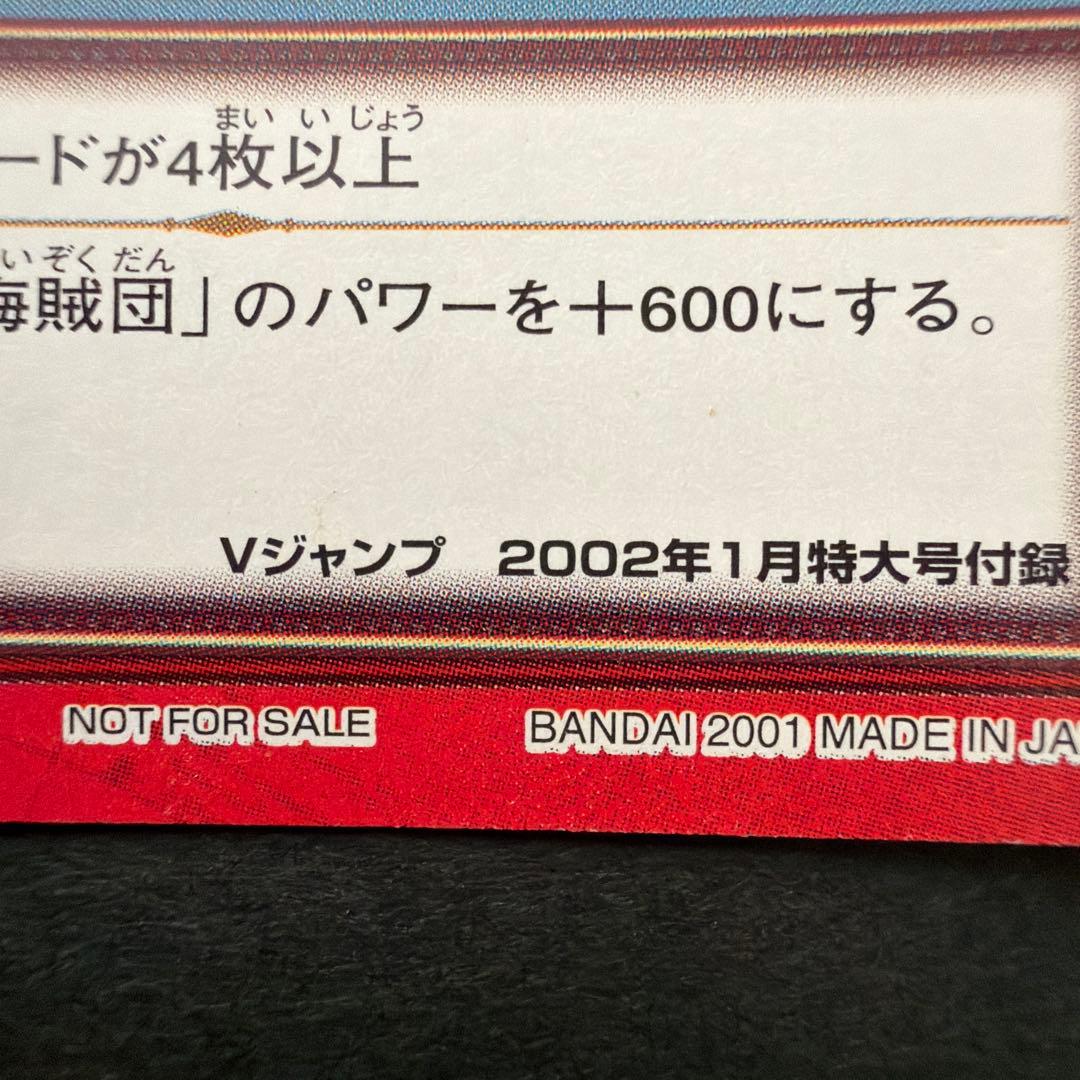 まい い じょう
ードが4枚以上
いぞくだん
海賊団」のパワーを＋600にする。
Vジャンプ 2002年1月特大号付録
NOT FOR SALE BANDAI 2001 MADE IN JA